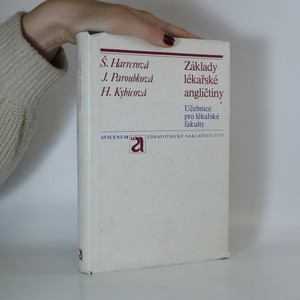 Š. Harrerová
J. Paroubková
H. Kybicová
Základy
lékařské
angličtiny
Učebnice
pro lékařské
fakulty
AVICENUM
a
ZDRAVOTNICKÉ NAKLADATELSTVÍ